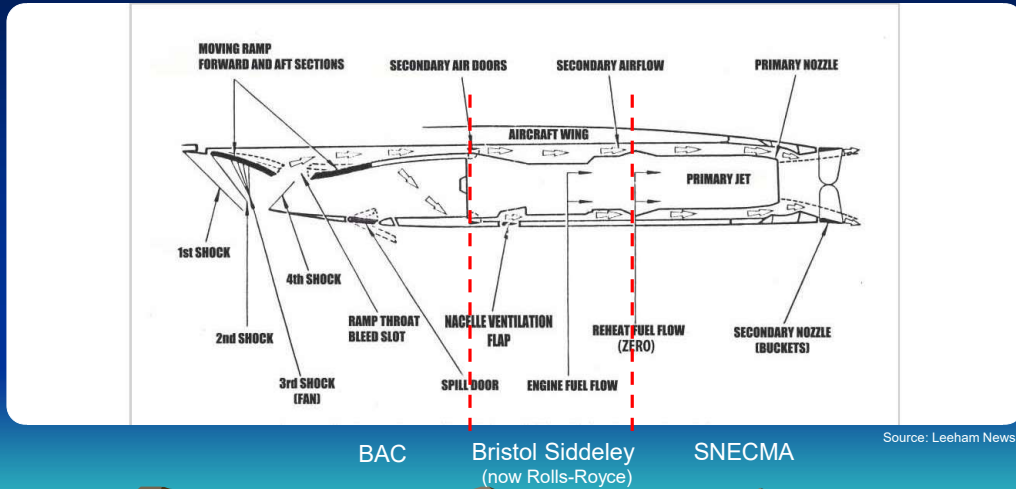 MOVING RAMP
FORWARD AND AFT SECTIONS
SECONDARY AIR DOORS
SECONDARY AIRFLOW
PRIMARY NOZZLE
AIRCRAFT WING
PRIMARY JET
1st SHOCK
4th SHOCK
2nd SHOCK
3rd SHOCK
(FAN)
RAMP THROAT
BLEED SLOT
SPILL DOOR
NACELLE VENTILATION
FLAP
ENGINE FUEL FLOW
REHEAT FUEL FLOW
(ZERO)
SECONDARY NOZZLE
(BUCKETS)
BAC
Bristol Siddeley
(now Rolls-Royce)
SNECMA
Source: Leeham News